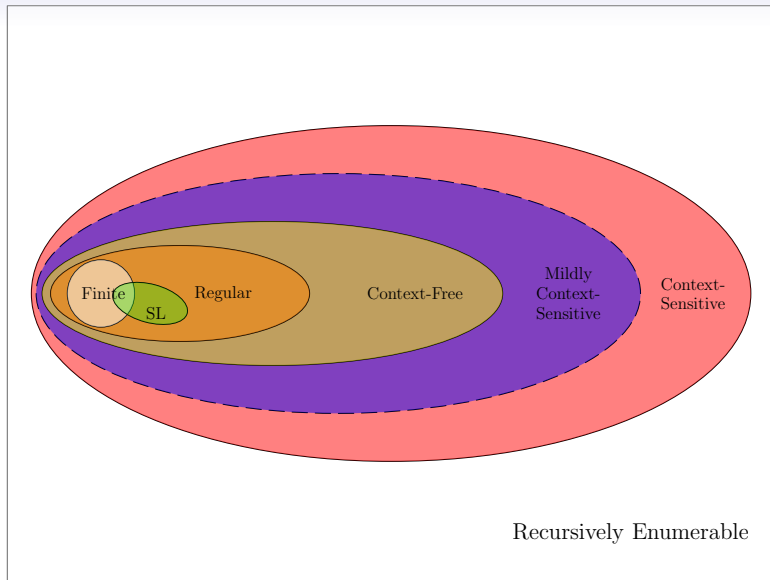 Finite
SL
Regular
Context-Free
Mildly
Context-
Sensitive
Context-
Sensitive
Recursively Enumerable